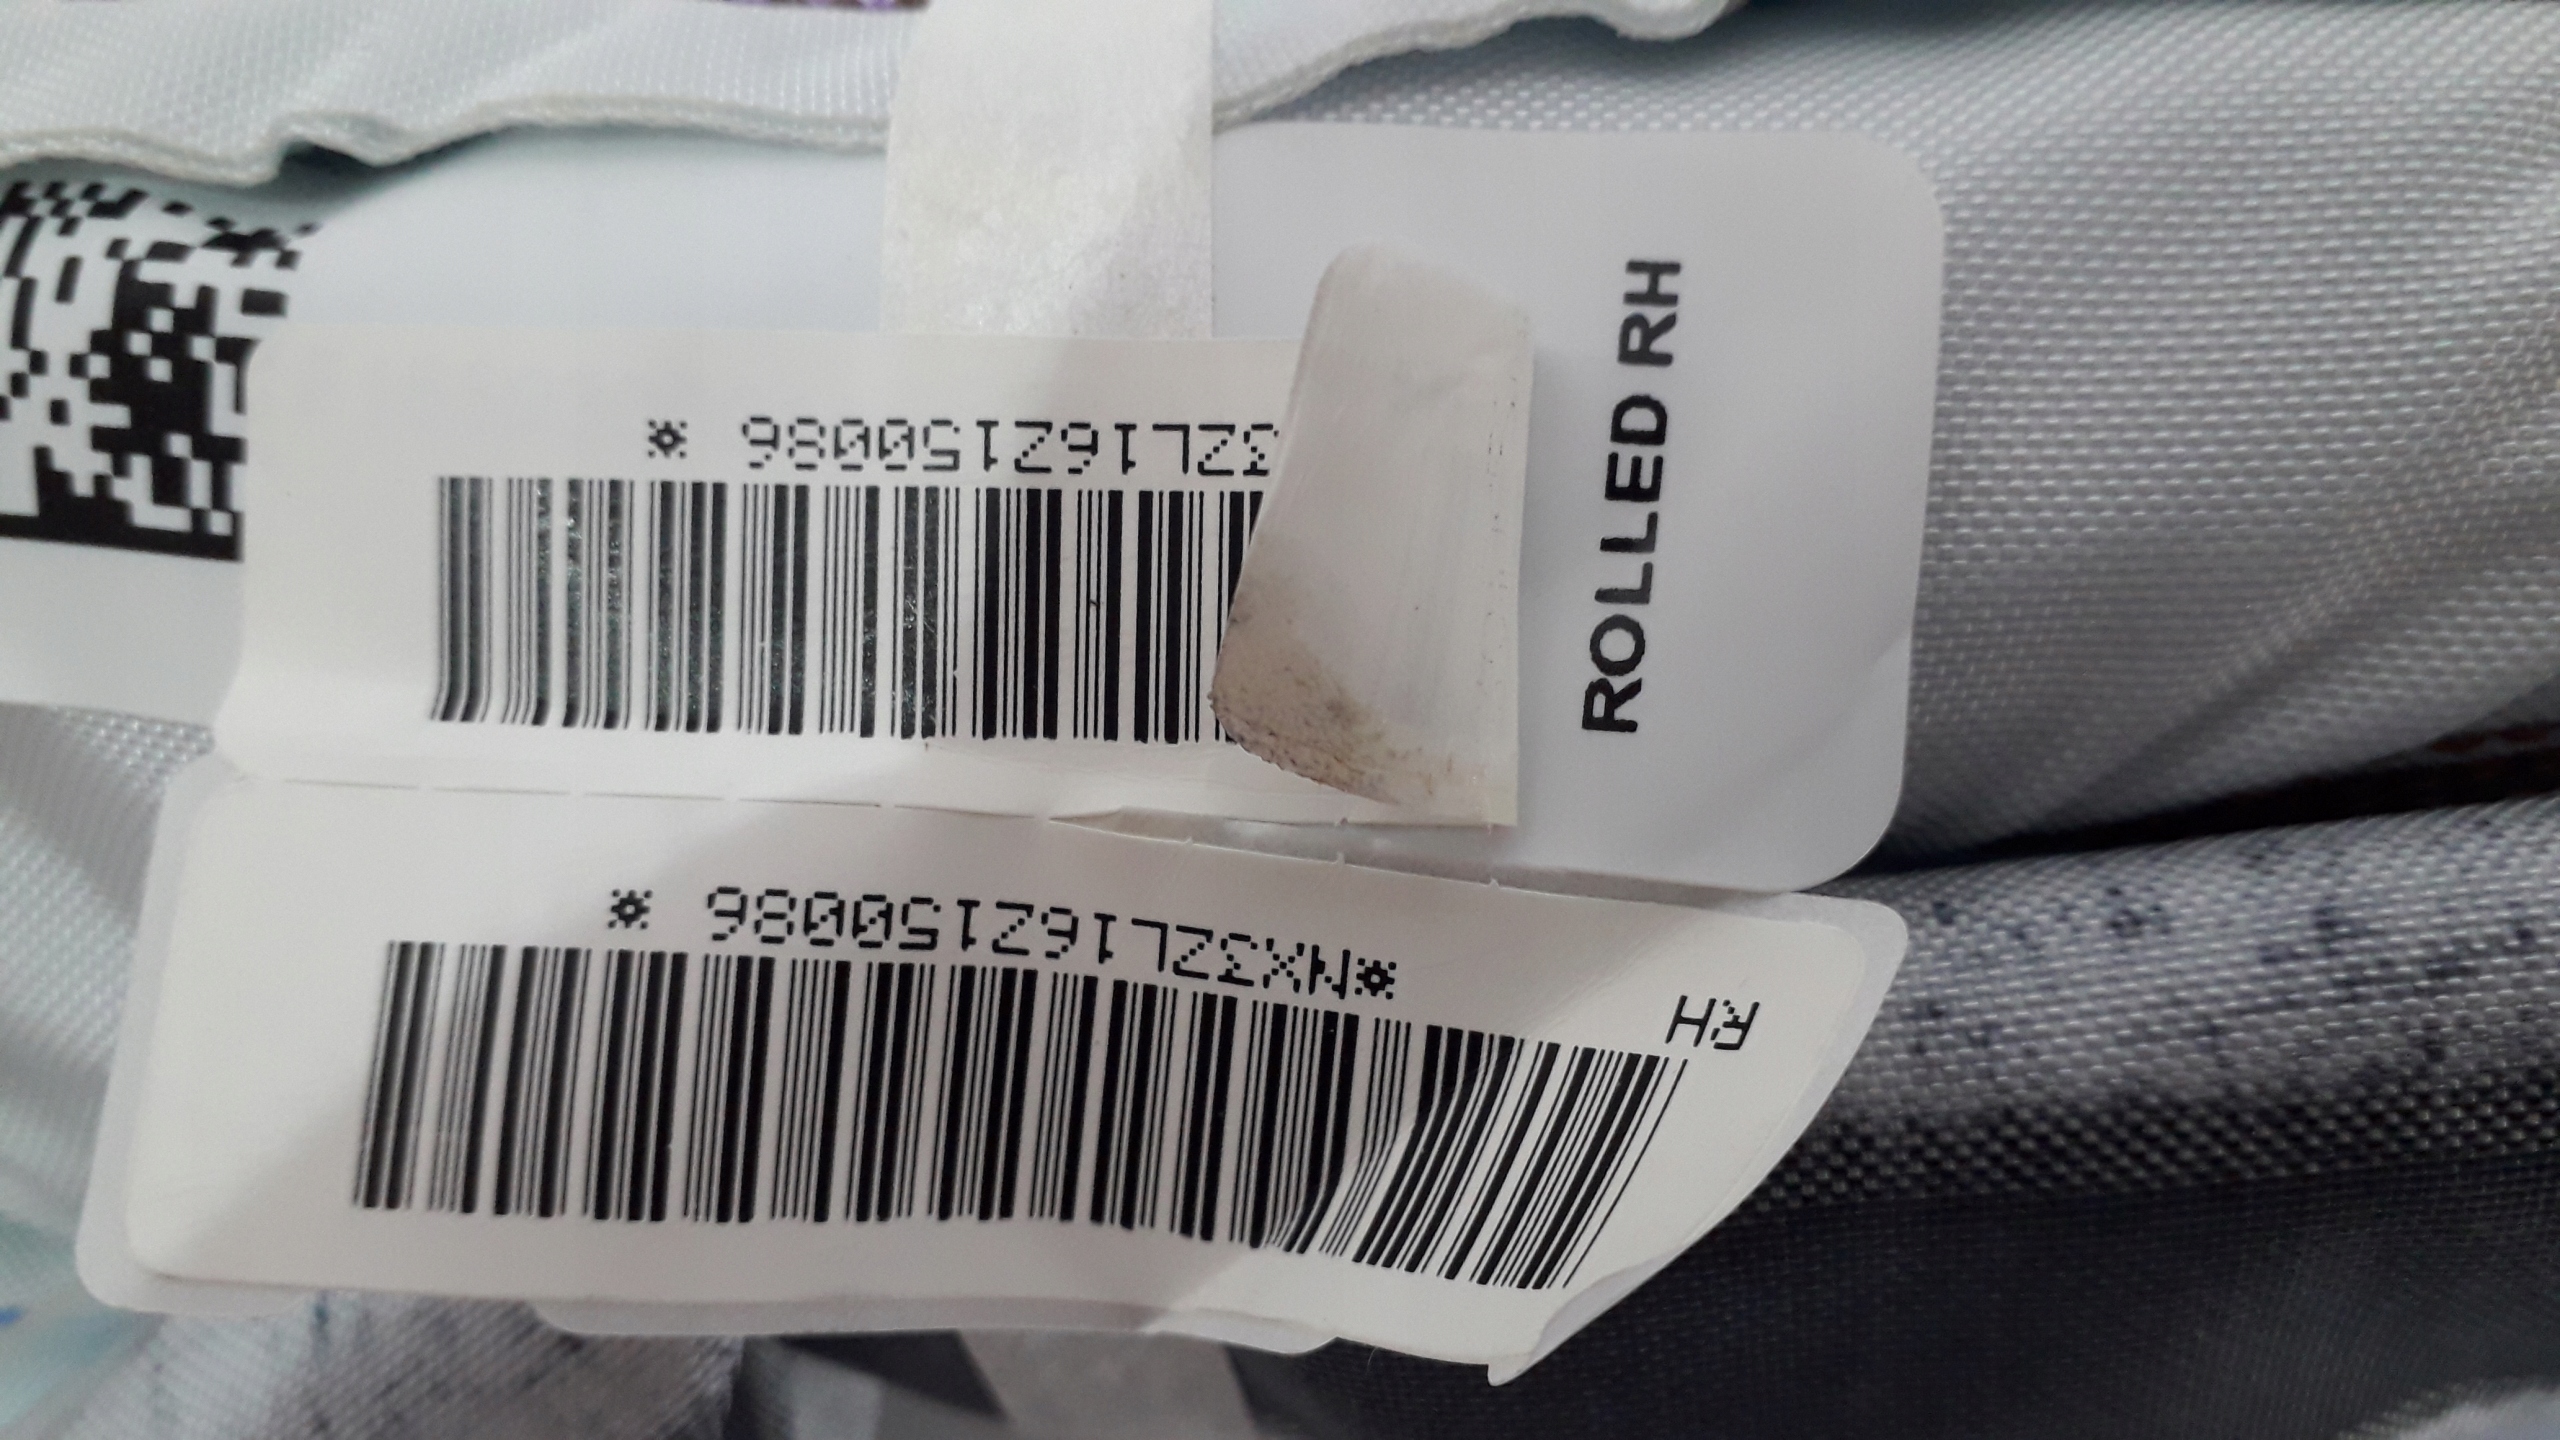 ROLLED RH
3ZL16Z150086 *
RH
*NX3ZL16Z150086 *